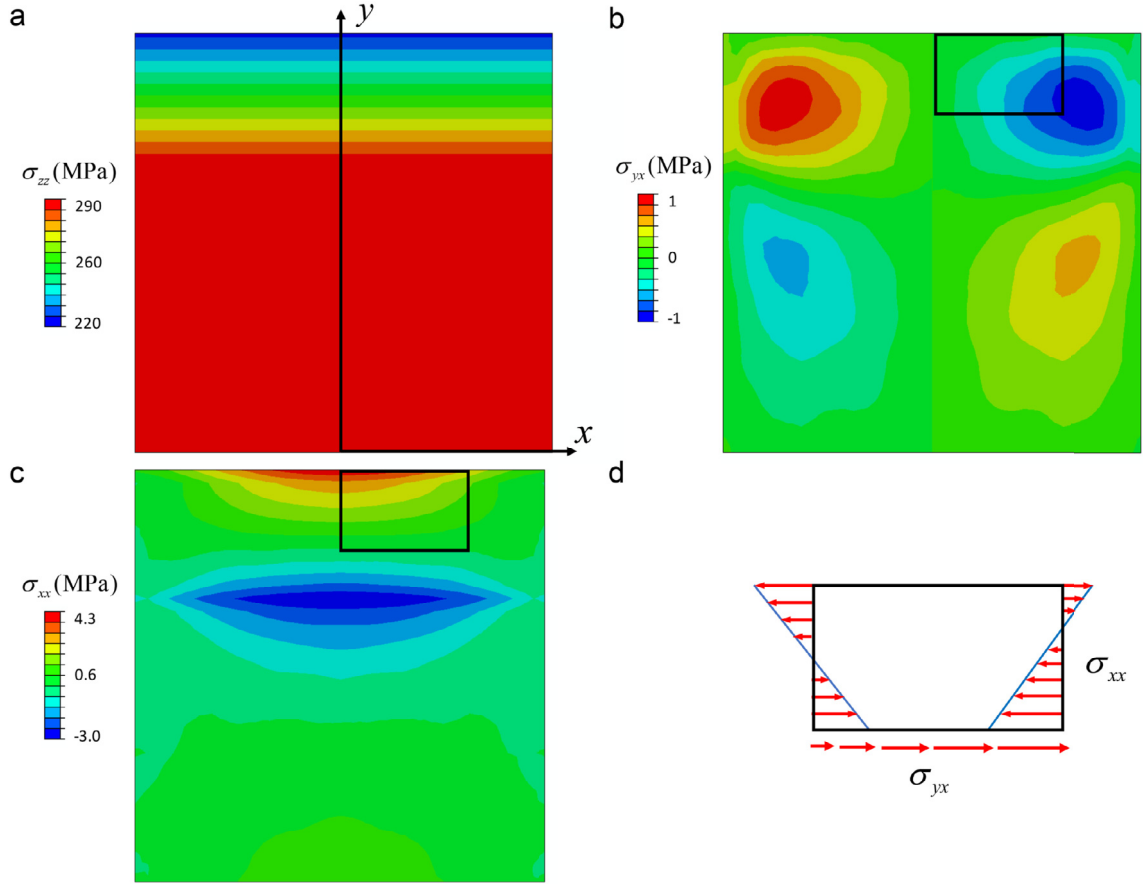 a
y
σzz(MPa)
290
260
220
x
b
σyx(MPa)
1
0
-1
c
σxx(MPa)
4.3
0.6
-3.0
d
σxx
σyx